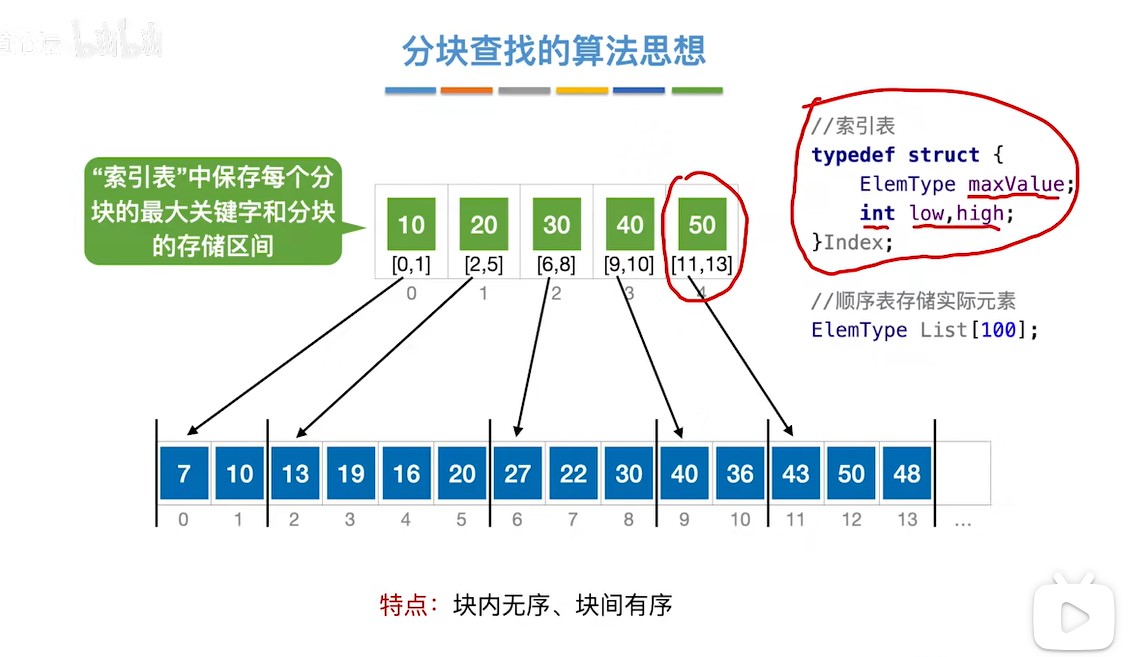 分块查找的算法思想
“索引表”中保存每个分
块的最大关键字和分块
的存储区间
10 20 30 40 50
[0,1] [2,5] [6,8] [9,10] [11,13]
0 1 2 3 4
//索引表
typedef struct {
ElemType maxValue;
int low,high;
}Index;
//顺序表存储实际元素
ElemType List[100];
7 10 13 19 16 20 27 22 30 40 36 43 50 48
0 1 2 3 4 5 6 7 8 9 10 11 12 13 ...
特点：块内无序、块间有序